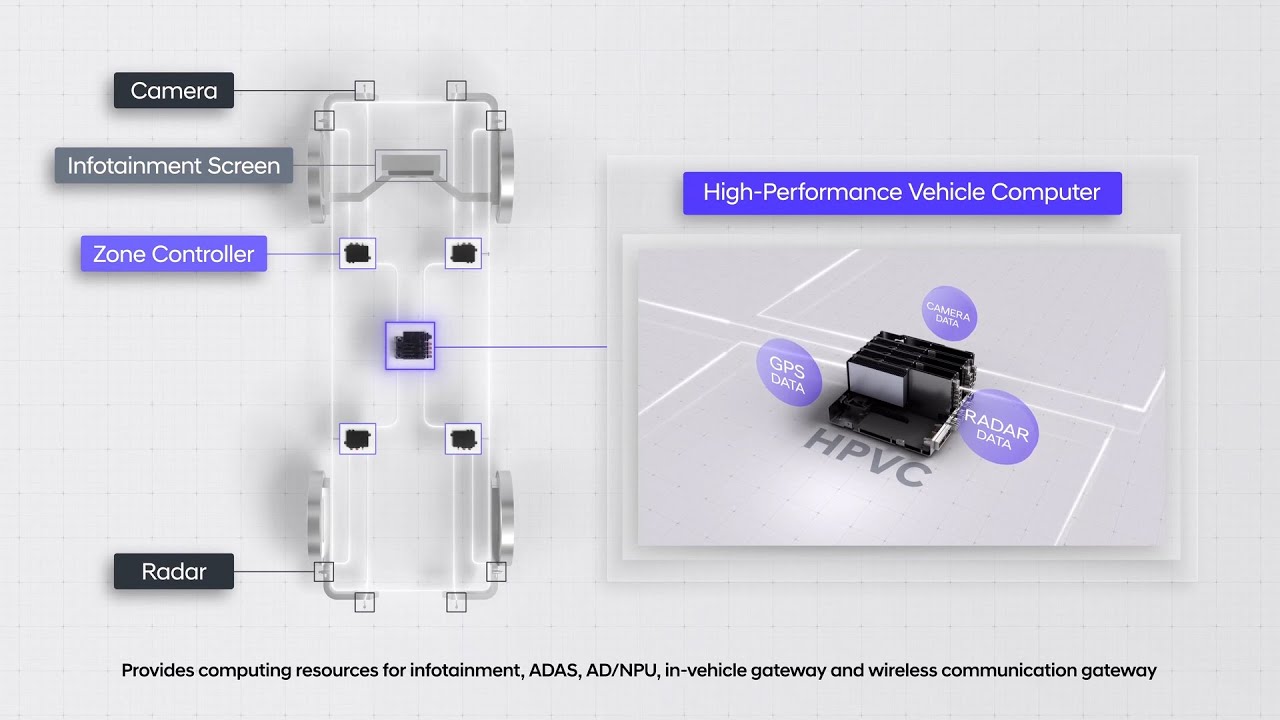 Camera
Infotainment Screen
Zone Controller
Radar
High-Performance Vehicle Computer
CAMERA
DATA
GPS
DATA
RADAR
DATA
HPVC
Provides computing resources for infotainment, ADAS, AD/NPU, in-vehicle gateway and wireless communication gateway